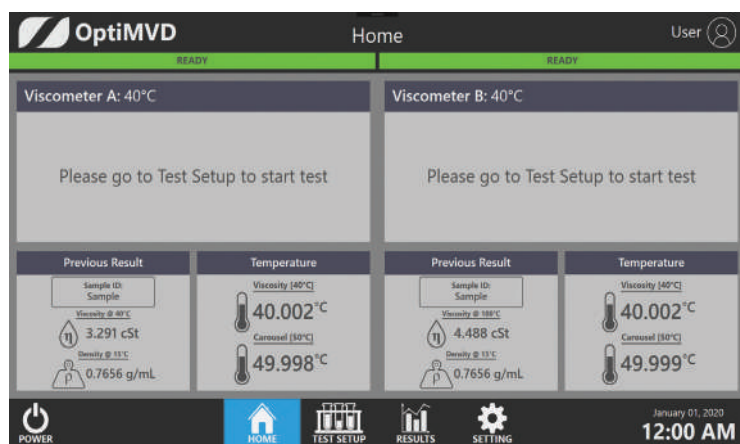 OptiMVD
Home
User
READY
READY
Viscometer A: 40°C
Viscometer B: 40°C
Please go to Test Setup to start test
Please go to Test Setup to start test
Previous Result
Temperature
Previous Result
Temperature
Sample ID:
Sample
Viscosity @ 40°C
η
3.291 cSt
Density @ 15°C
ρ
0.7656 g/mL
Viscosity [40°C]
40.002°C
Carousel [50°C]
49.998°C
Sample ID:
Sample
Viscosity @ 100°C
η
4.488 cSt
Density @ 15°C
ρ
0.7656 g/mL
Viscosity [40°C]
40.002°C
Carousel [50°C]
49.999°C
POWER
HOME
TEST SETUP
RESULTS
SETTING
January 01, 2020
12:00 AM